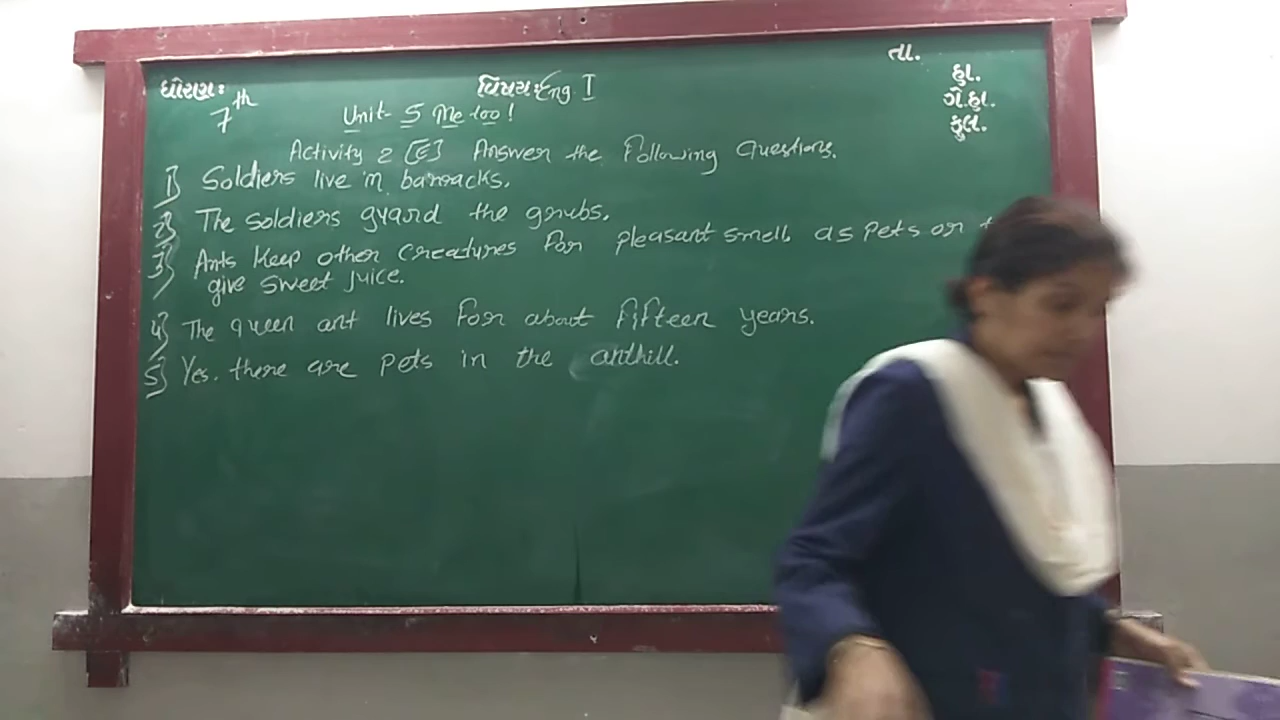 તા.
ધોરણ: 7th
વિષય: Eng I
હા.
ગે.હા.
કુલ.
Unit- 5 Me too!
Activity 2 [E] Answer the following Questions.
1] Soldiers live in barracks.
2] The soldiers guard the grubs.
3] Ants keep other creatures for pleasant smell as pets or
give sweet juice.
4] The queen ant lives for about fifteen years.
5] Yes. there are pets in the anthill.